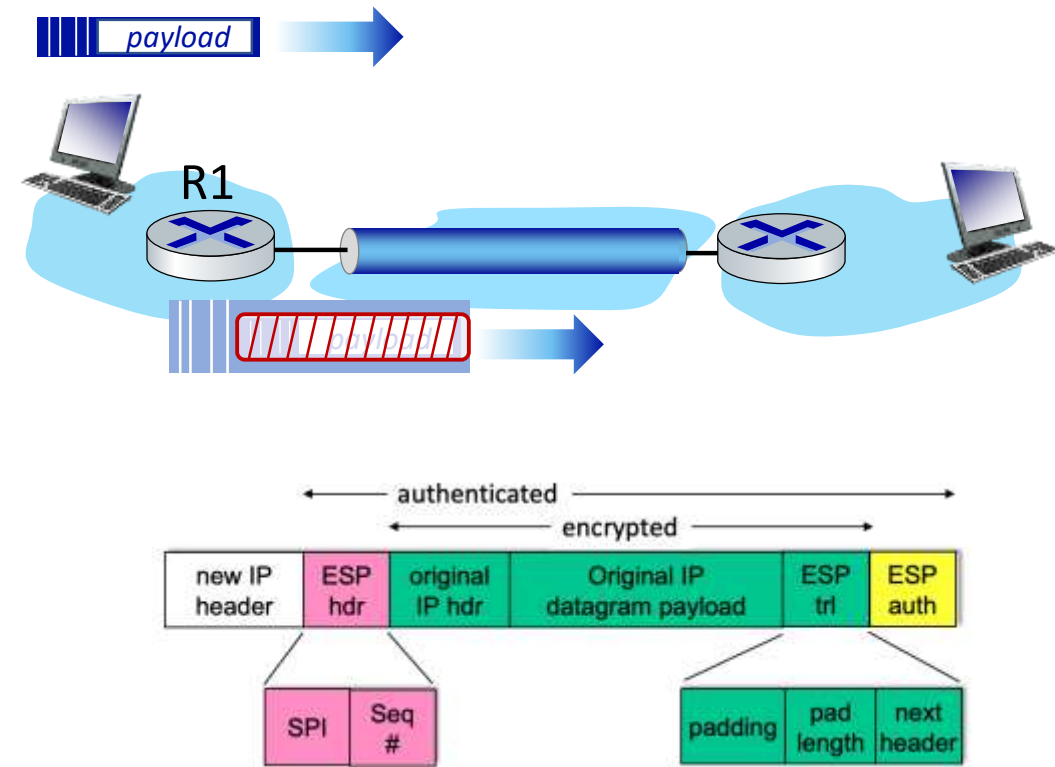 payload
R1
payload
authenticated
encrypted
new IP
header
ESP
hdr
original
IP hdr
Original IP
datagram payload
ESP
trl
ESP
auth
SPI
Seq
#
padding
pad
length
next
header